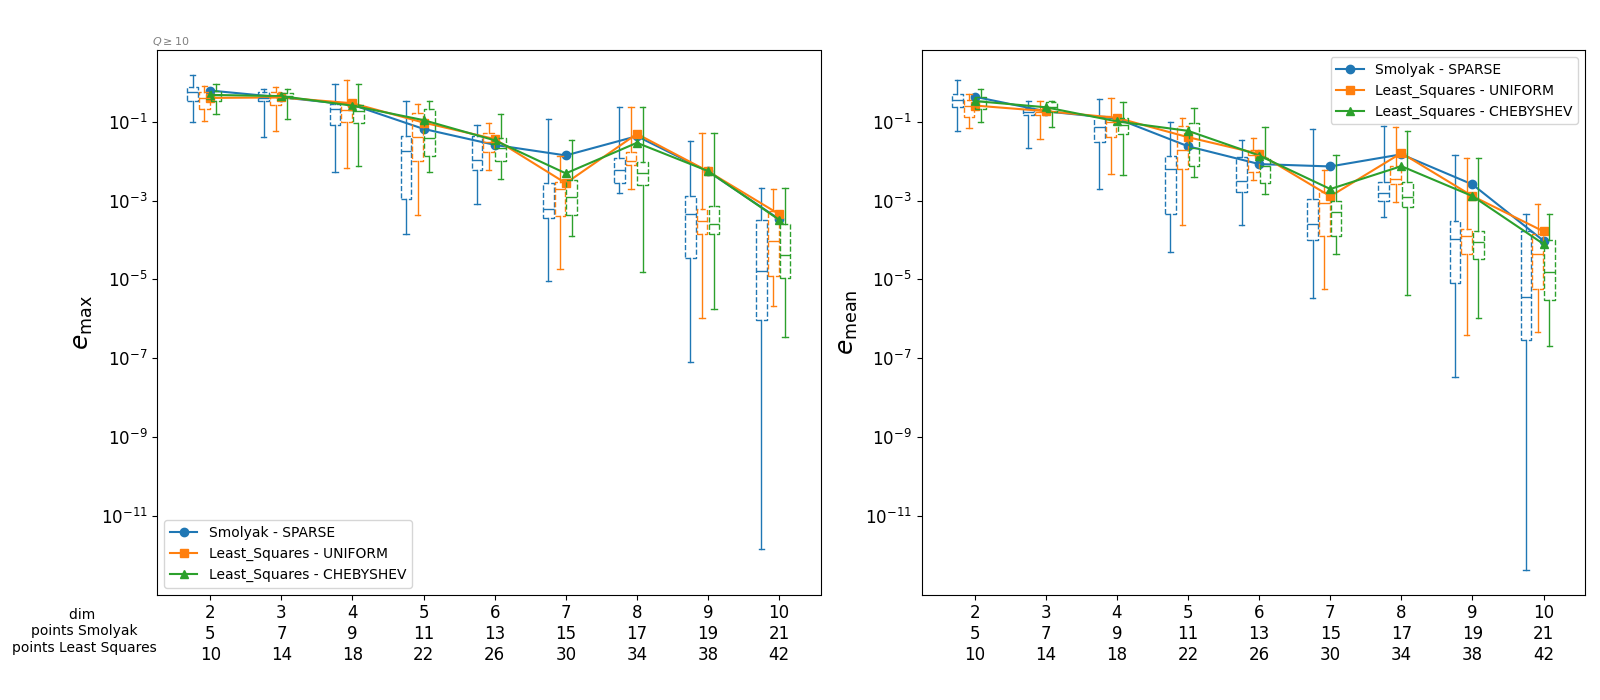 Q ≥ 10
10⁻¹
10⁻³
10⁻⁵
10⁻⁷
10⁻⁹
10⁻¹¹
e_max
Smolyak - SPARSE
Least_Squares - UNIFORM
Least_Squares - CHEBYSHEV
dim 2 3 4 5 6 7 8 9 10
points Smolyak 5 7 9 11 13 15 17 19 21
points Least Squares 10 14 18 22 26 30 34 38 42
10⁻¹
10⁻³
10⁻⁵
10⁻⁷
10⁻⁹
10⁻¹¹
e_mean
Smolyak - SPARSE
Least_Squares - UNIFORM
Least_Squares - CHEBYSHEV
2 3 4 5 6 7 8 9 10
5 7 9 11 13 15 17 19 21
10 14 18 22 26 30 34 38 42